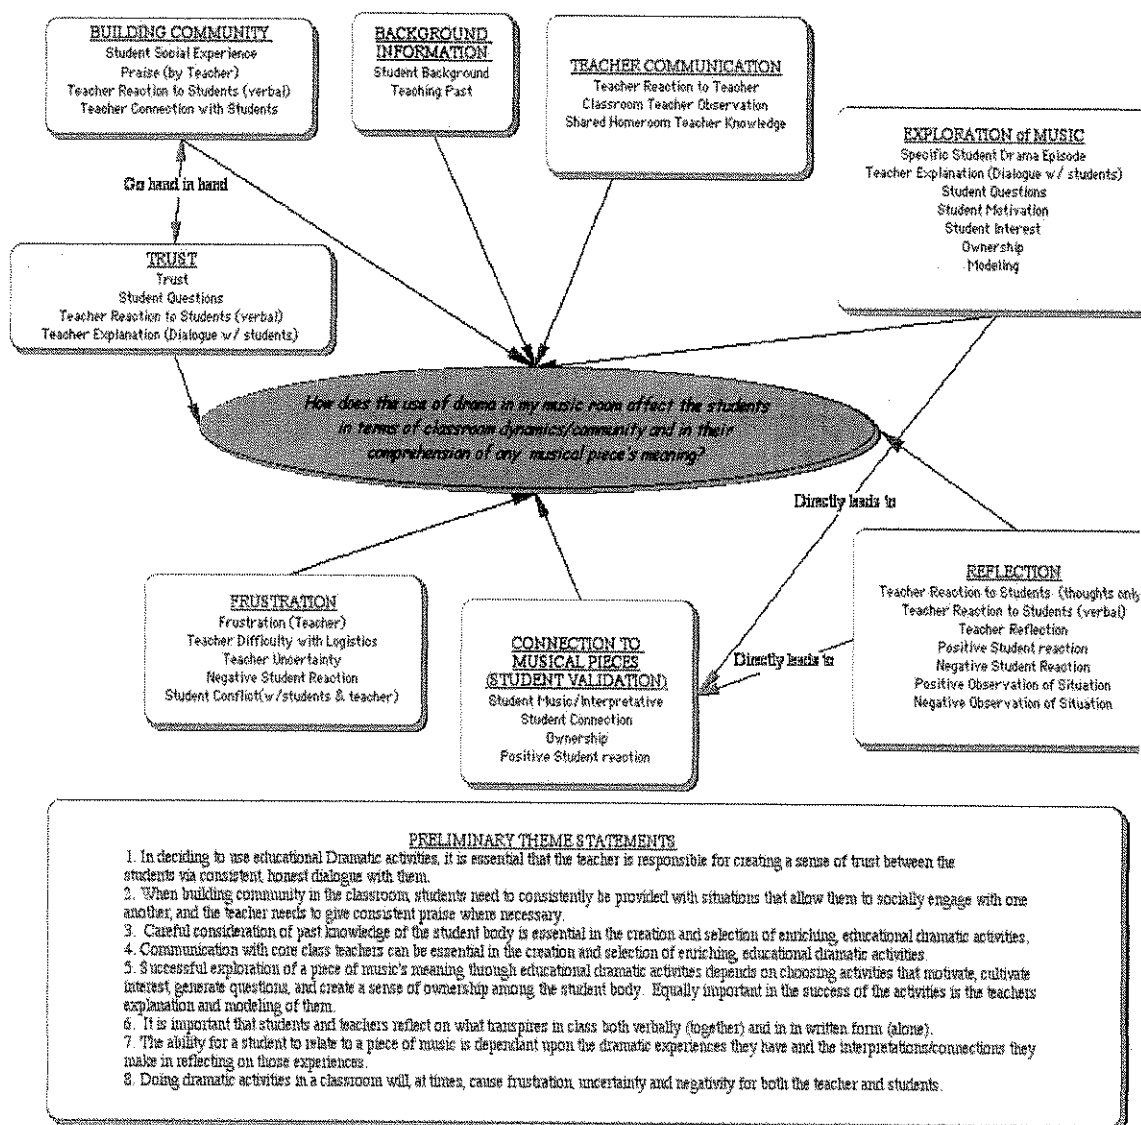 BUILDING COMMUNITY
Student Social Experience
Praise (by Teacher)
Teacher Reaction to Students (verbal)
Teacher Connection with Students
BACKGROUND
INFORMATION
Student Background
Teaching Past
TEACHER COMMUNICATION
Teacher Reaction to Teacher
Classroom Teacher Observation
Shared Homeroom Teacher Knowledge
EXPLORATION of MUSIC
Specific Student Drama Episode
Teacher Explanation (Dialogue w/ students)
Student Questions
Student Motivation
Student Interest
Ownership
Modeling
Go hand in hand
TRUST
Trust
Student Questions
Teacher Reaction to Students (verbal)
Teacher Explanation (Dialogue w/ students)
How does the use of drama in my music room affect the students
in terms of classroom dynamics/community and in their
comprehension of any musical piece's meaning?
Directly leads to
FRUSTRATION
Frustration (Teacher)
Teacher Difficulty with Logistics
Teacher Uncertainty
Negative Student Reaction
Student Conflict(w/students & teacher)
CONNECTION TO
MUSICAL PIECES
(STUDENT VALIDATION)
Student Music/Interpretative
Student Connection
Ownership
Positive Student reaction
Directly leads to
REFLECTION
Teacher Reaction to Students (thoughts only
Teacher Reaction to Students (verbal)
Teacher Reflection
Positive Student reaction
Negative Student Reaction
Positive Observation of Situation
Negative Observation of Situation
PRELIMINARY THEME STATEMENTS
1. In deciding to use educational Dramatic activities, it is essential that the teacher is responsible for creating a sense of trust between the
students via consistent, honest dialogue with them.
2. When building community in the classroom, students need to consistently be provided with situations that allow them to socially engage with one
another, and the teacher needs to give consistent praise where necessary.
3. Careful consideration of past knowledge of the student body is essential in the creation and selection of enriching, educational dramatic activities.
4. Communication with core class teachers can be essential in the creation and selection of enriching, educational dramatic activities.
5. Successful exploration of a piece of music's meaning through educational dramatic activities depends on choosing activities that motivate, cultivate
interest, generate questions, and create a sense of ownership among the student body. Equally important in the success of the activities is the teachers
explanation and modeling of them.
6. It is important that students and teachers reflect on what transpires in class both verbally (together) and in in written form (alone).
7. The ability for a student to relate to a piece of music is dependant upon the dramatic experiences they have and the interpretations/connections they
make in reflecting on those experiences.
8. Doing dramatic activities in a classroom will, at times, cause frustration, uncertainty and negativity for both the teacher and students.